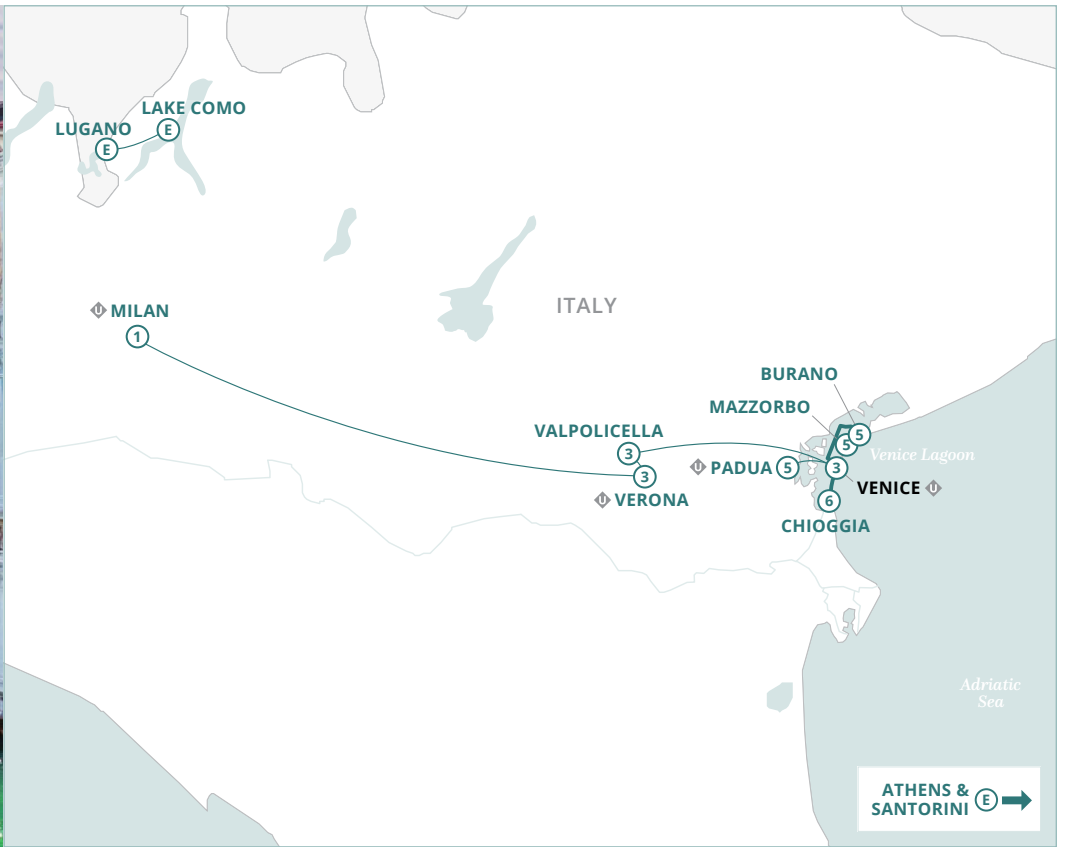 LAKE COMO
LUGANO
E
E
U MILAN
1
ITALY
BURANO
MAZZORBO
VALPOLICELLA
5
5
3
Venice Lagoon
U PADUA 5
3
3
VENICE U
U VERONA
6
CHIOGGIA
Adriatic
Sea
ATHENS &
SANTORINI
E